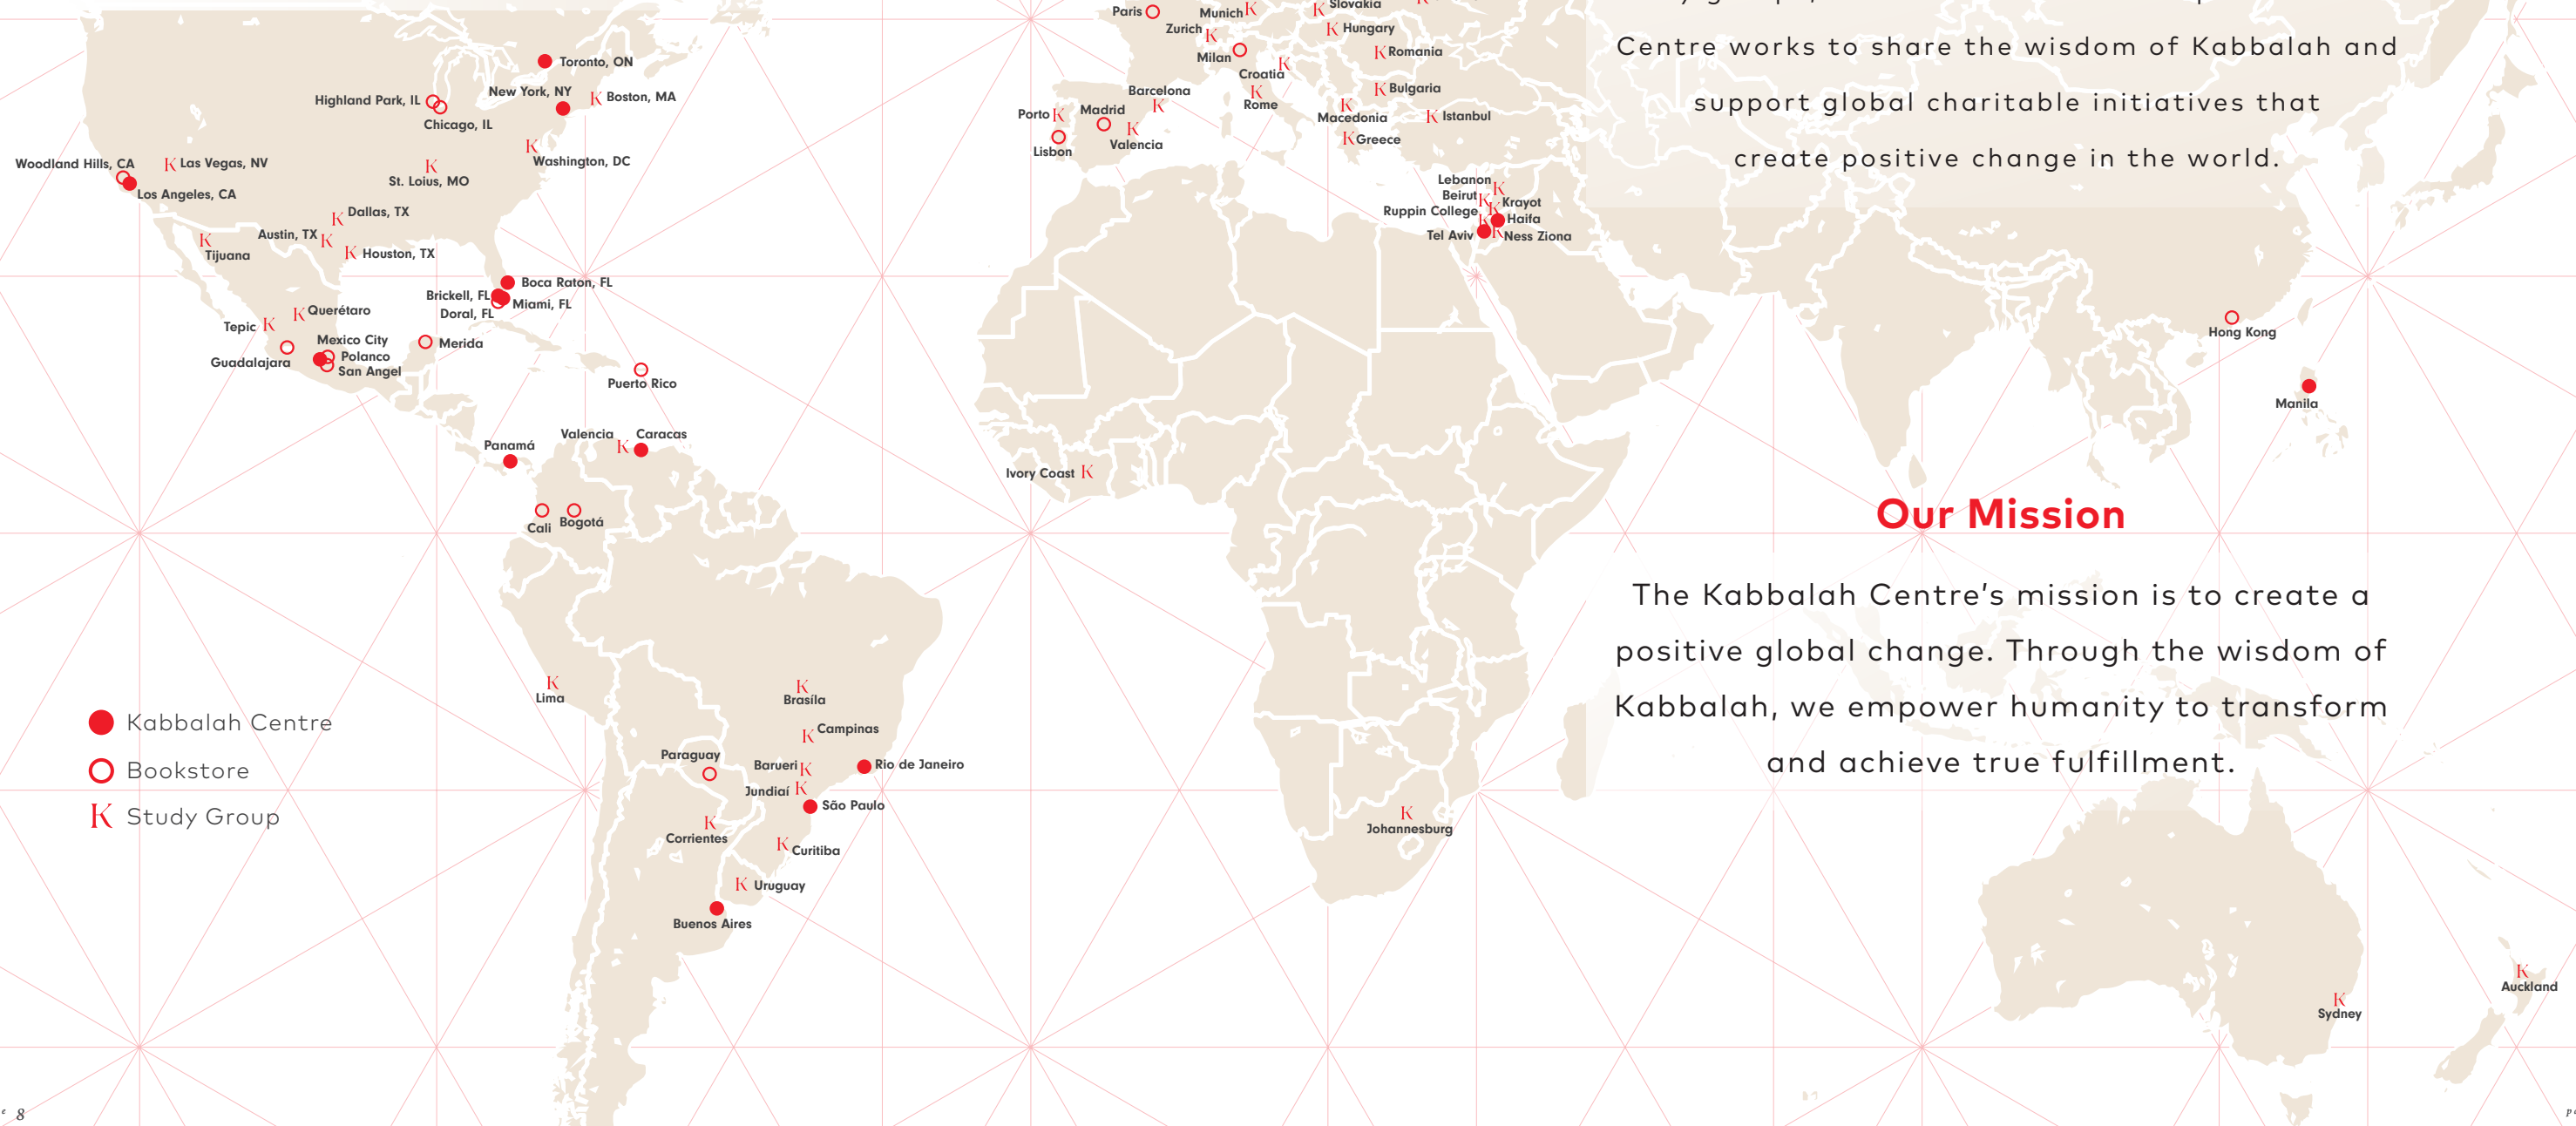 Centre works to share the wisdom of Kabbalah and
support global charitable initiatives that
create positive change in the world.
Our Mission
The Kabbalah Centre's mission is to create a
positive global change. Through the wisdom of
Kabbalah, we empower humanity to transform
and achieve true fulfillment.
Toronto, ON
New York, NY
Boston, MA
Highland Park, IL
Chicago, IL
Washington, DC
Woodland Hills, CA
Las Vegas, NV
Los Angeles, CA
St. Loius, MO
Dallas, TX
Austin, TX
Houston, TX
Tijuana
Boca Raton, FL
Brickell, FL
Miami, FL
Doral, FL
Querétaro
Tepic
Mexico City
Polanco
San Angel
Guadalajara
Merida
Puerto Rico
Panamá
Valencia
Caracas
Cali
Bogotá
Lima
Brasíla
Campinas
Paraguay
Barueri
Rio de Janeiro
Jundiaí
São Paulo
Corrientes
Curitiba
Uruguay
Buenos Aires
Paris
Munich
Slovakia
Zurich
Hungary
Milan
Romania
Croatia
Barcelona
Rome
Bulgaria
Porto
Madrid
Macedonia
Istanbul
Lisbon
Valencia
Greece
Lebanon
Beirut
Krayot
Ruppin College
Haifa
Tel Aviv
Ness Ziona
Ivory Coast
Johannesburg
Hong Kong
Manila
Auckland
Sydney
Kabbalah Centre
Bookstore
K Study Group
8